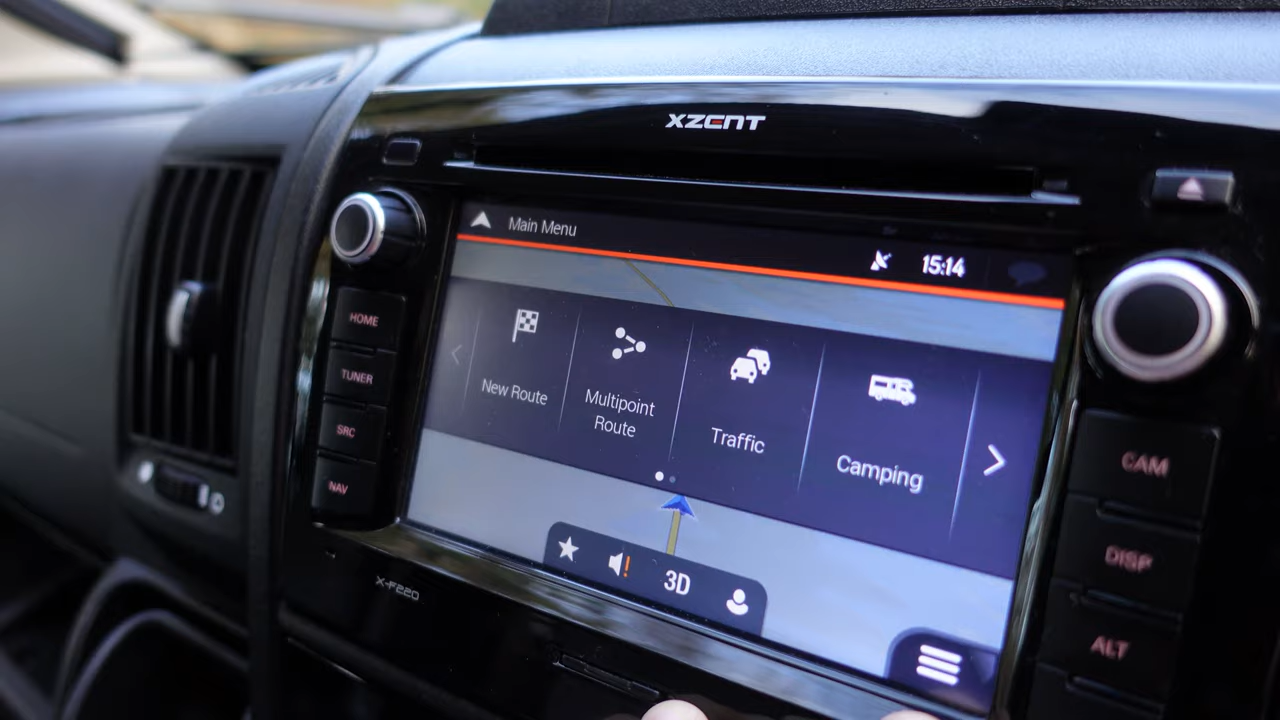 XZENT
Main Menu
15:14
HOME
TUNER
SRC
NAV
New Route
Multipoint
Route
Traffic
Camping
3D
CAM
DISP
ALT
X-F220